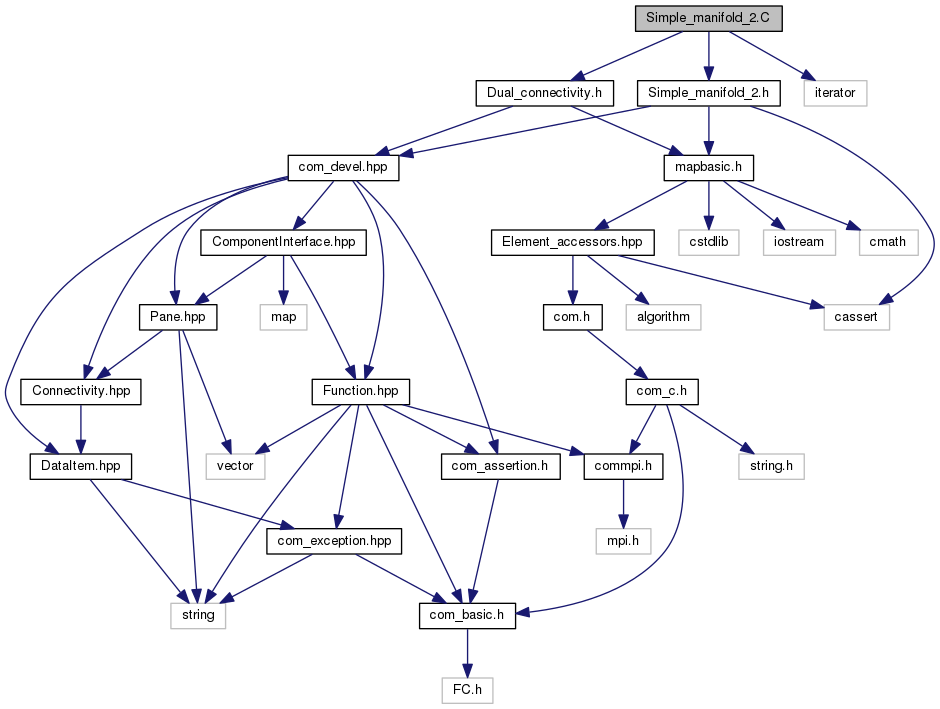 Simple_manifold_2.C
Dual_connectivity.h
Simple_manifold_2.h
iterator
com_devel.hpp
mapbasic.h
ComponentInterface.hpp
Element_accessors.hpp
cstdlib
iostream
cmath
Pane.hpp
map
com.h
algorithm
cassert
Connectivity.hpp
Function.hpp
com_c.h
DataItem.hpp
vector
com_assertion.h
commpi.h
string.h
com_exception.hpp
mpi.h
string
com_basic.h
FC.h